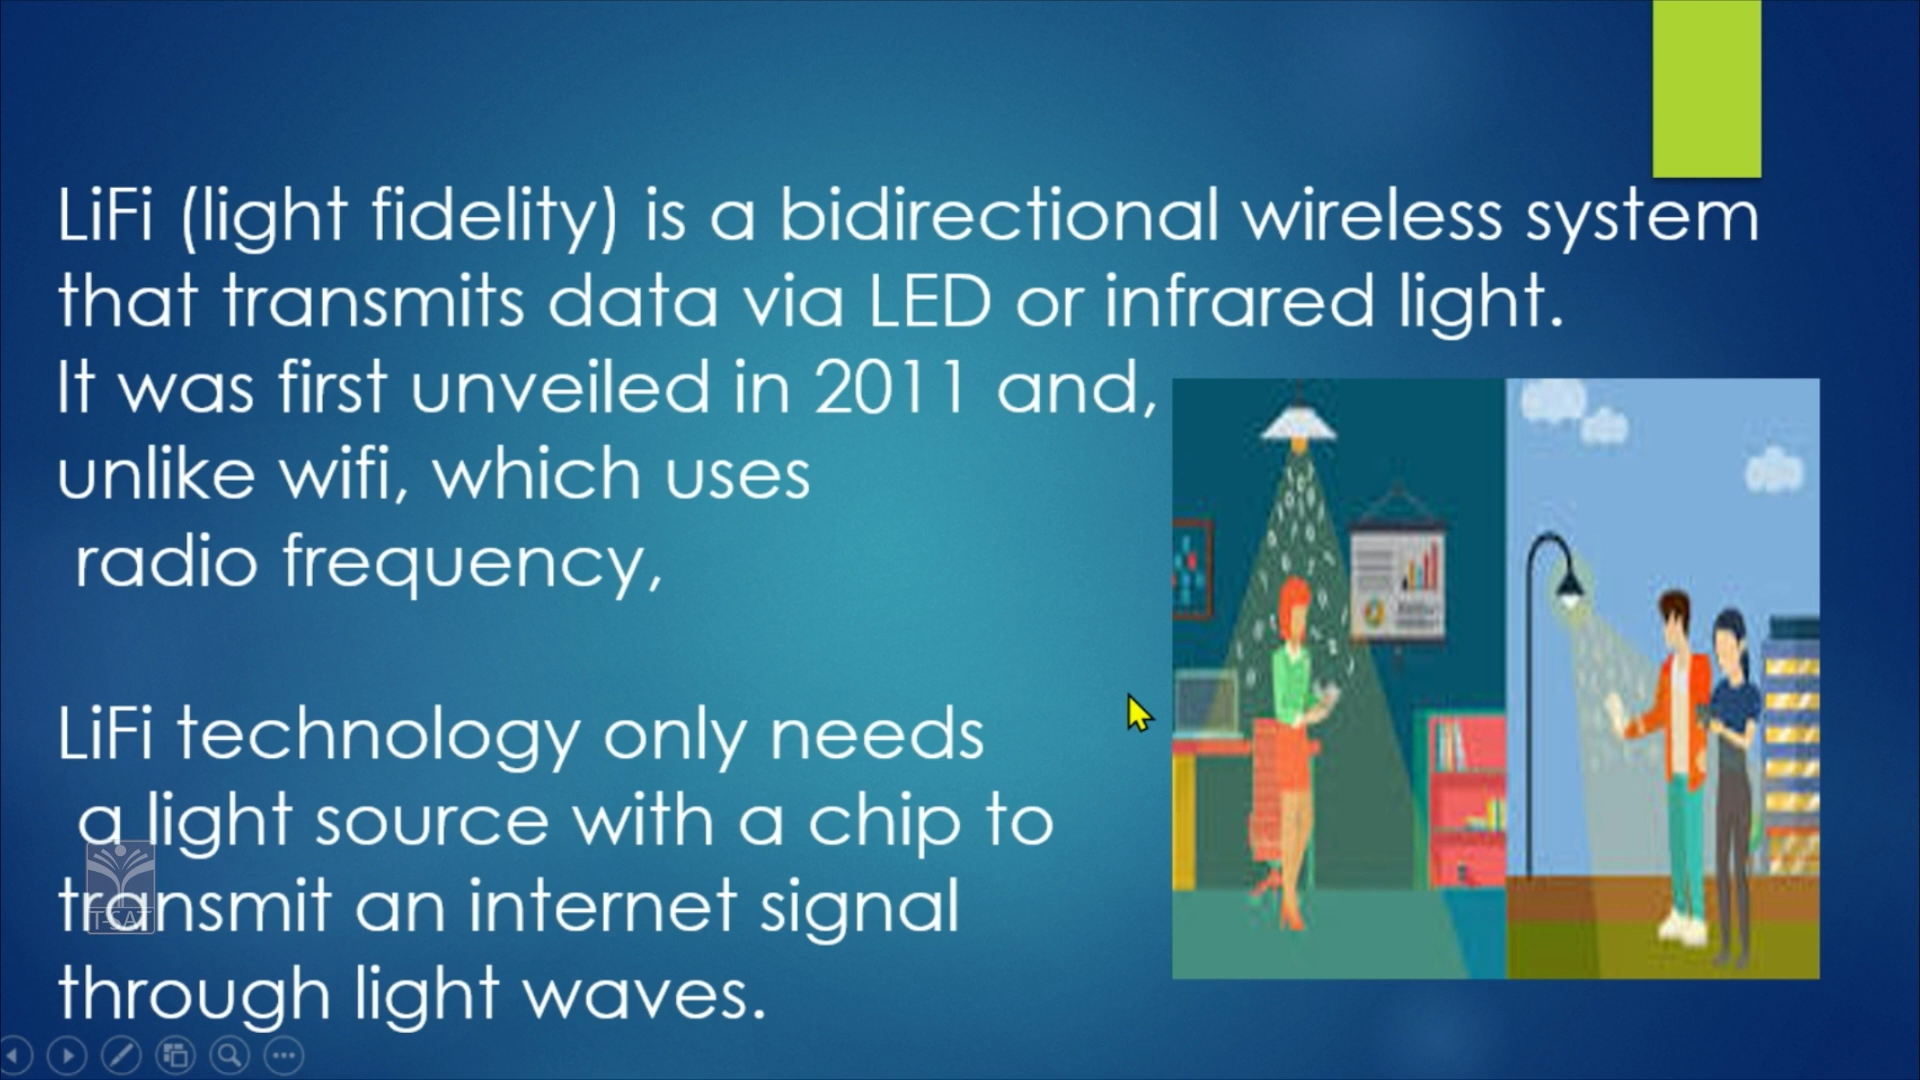 LiFi (light fidelity) is a bidirectional wireless system
that transmits data via LED or infrared light.
It was first unveiled in 2011 and,
unlike wifi, which uses
radio frequency,
LiFi technology only needs
a light source with a chip to
transmit an internet signal
through light waves.
T-SAT